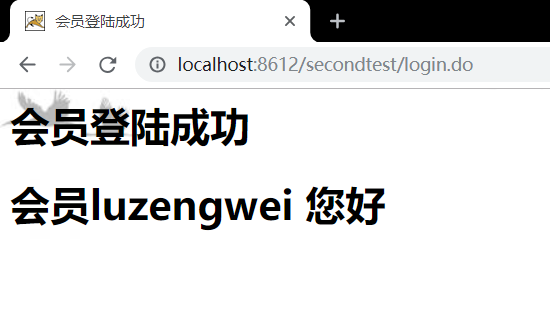 会员登陆成功
localhost:8612/secondtest/login.do
会员登陆成功
会员luzengwei 您好